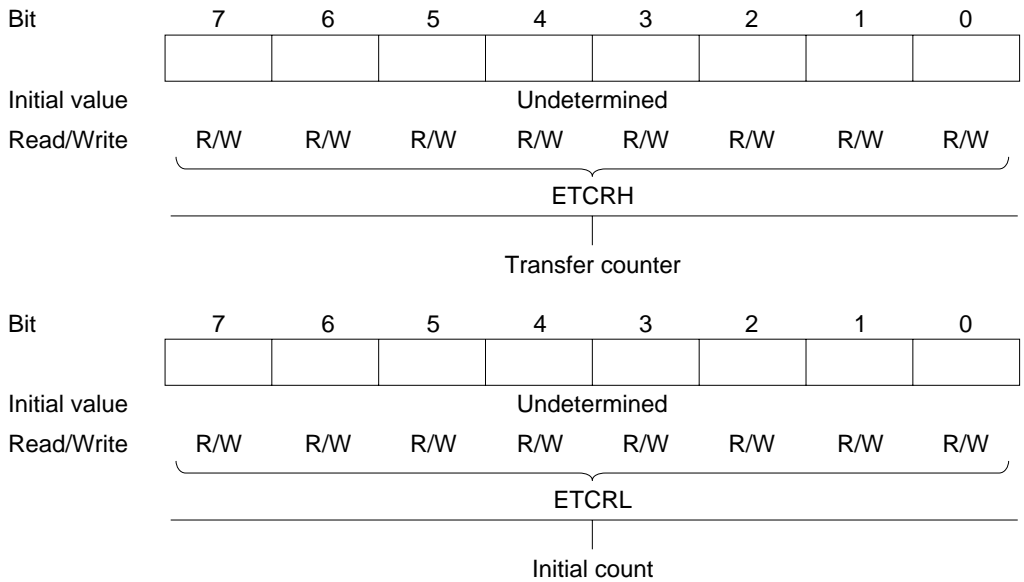 Bit 7 6 5 4 3 2 1 0
Initial value Undetermined
Read/Write R/W R/W R/W R/W R/W R/W R/W R/W
ETCRH
Transfer counter
Bit 7 6 5 4 3 2 1 0
Initial value Undetermined
Read/Write R/W R/W R/W R/W R/W R/W R/W R/W
ETCRL
Initial count